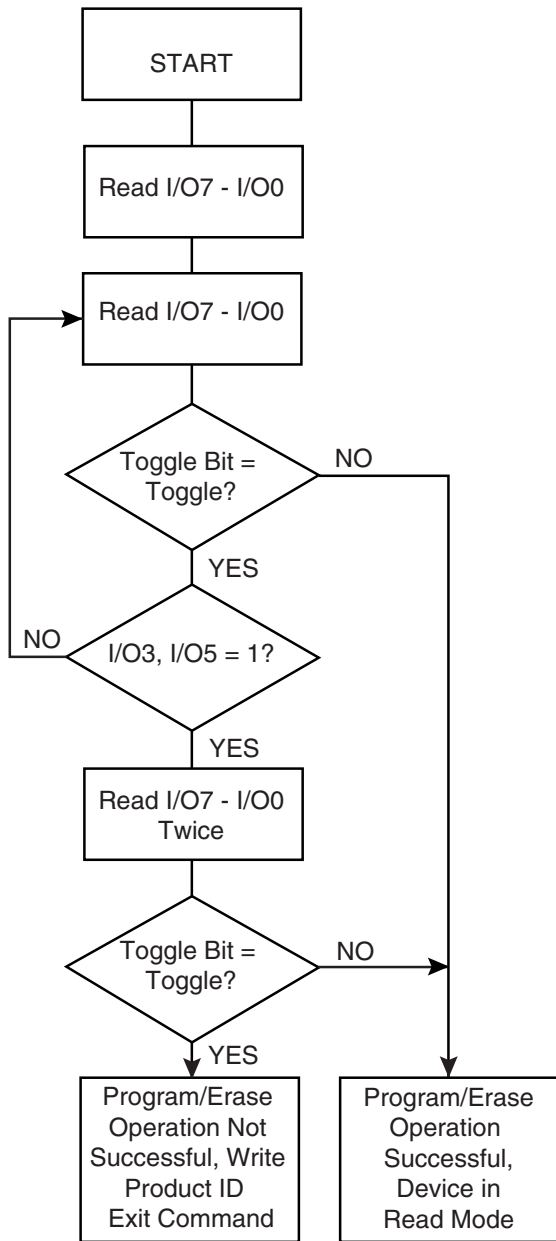 START
Read I/O7 - I/O0
Read I/O7 - I/O0
Toggle Bit =
Toggle?
NO
YES
NO
I/O3, I/O5 = 1?
YES
Read I/O7 - I/O0
Twice
Toggle Bit =
Toggle?
NO
YES
Program/Erase
Operation Not
Successful, Write
Product ID
Exit Command
Program/Erase
Operation
Successful,
Device in
Read Mode